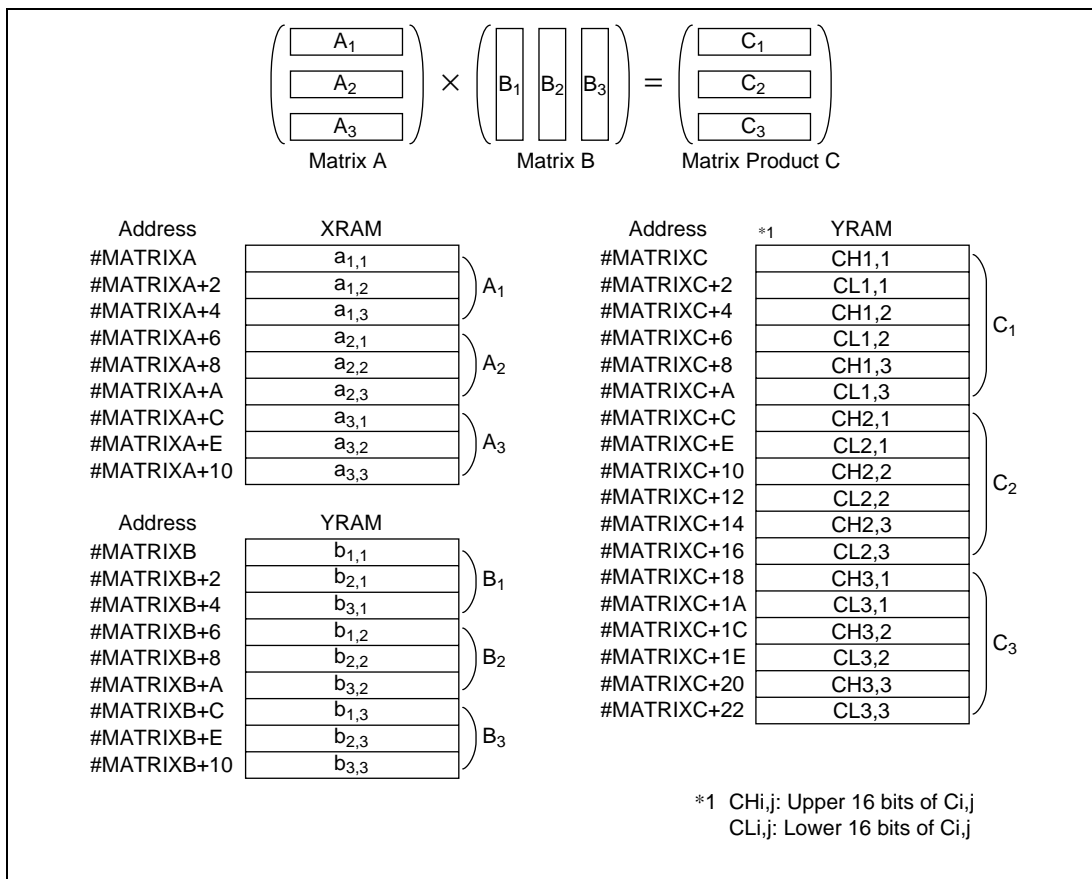 A1 B1 B2 B3 C1
A2 × = C2
A3 C3
Matrix A Matrix B Matrix Product C
Address XRAM
#MATRIXA a1,1
#MATRIXA+2 a1,2 A1
#MATRIXA+4 a1,3
#MATRIXA+6 a2,1
#MATRIXA+8 a2,2 A2
#MATRIXA+A a2,3
#MATRIXA+C a3,1
#MATRIXA+E a3,2 A3
#MATRIXA+10 a3,3
Address YRAM
#MATRIXB b1,1
#MATRIXB+2 b2,1 B1
#MATRIXB+4 b3,1
#MATRIXB+6 b1,2
#MATRIXB+8 b2,2 B2
#MATRIXB+A b3,2
#MATRIXB+C b1,3
#MATRIXB+E b2,3 B3
#MATRIXB+10 b3,3
Address *1 YRAM
#MATRIXC CH1,1
#MATRIXC+2 CL1,1
#MATRIXC+4 CH1,2
#MATRIXC+6 CL1,2 C1
#MATRIXC+8 CH1,3
#MATRIXC+A CL1,3
#MATRIXC+C CH2,1
#MATRIXC+E CL2,1
#MATRIXC+10 CH2,2
#MATRIXC+12 CL2,2 C2
#MATRIXC+14 CH2,3
#MATRIXC+16 CL2,3
#MATRIXC+18 CH3,1
#MATRIXC+1A CL3,1
#MATRIXC+1C CH3,2
#MATRIXC+1E CL3,2 C3
#MATRIXC+20 CH3,3
#MATRIXC+22 CL3,3
*1 CHi,j: Upper 16 bits of Ci,j
CLi,j: Lower 16 bits of Ci,j